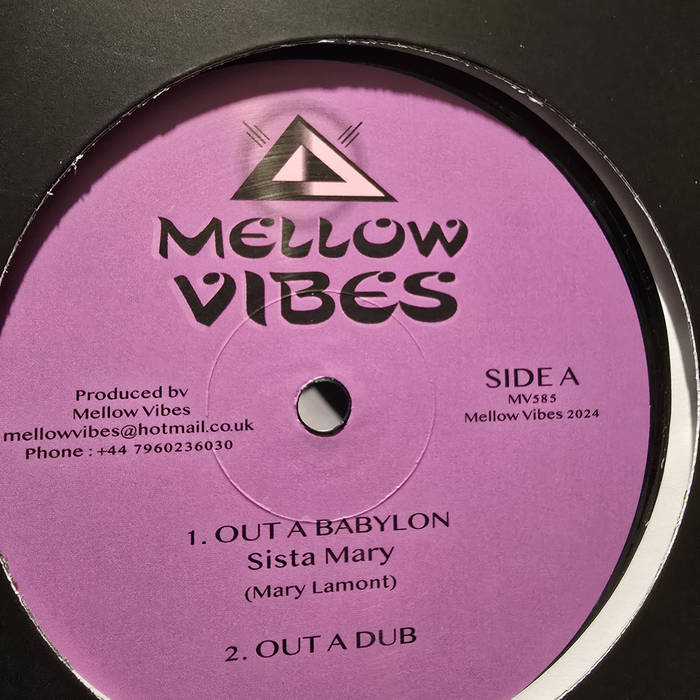 MELLOW
VIBES
Produced by
Mellow Vibes
mellowvibes@hotmail.co.uk
Phone : +44 7960236030
SIDE A
MV585
Mellow Vibes 2024
1. OUT A BABYLON
Sista Mary
(Mary Lamont)
2. OUT A DUB